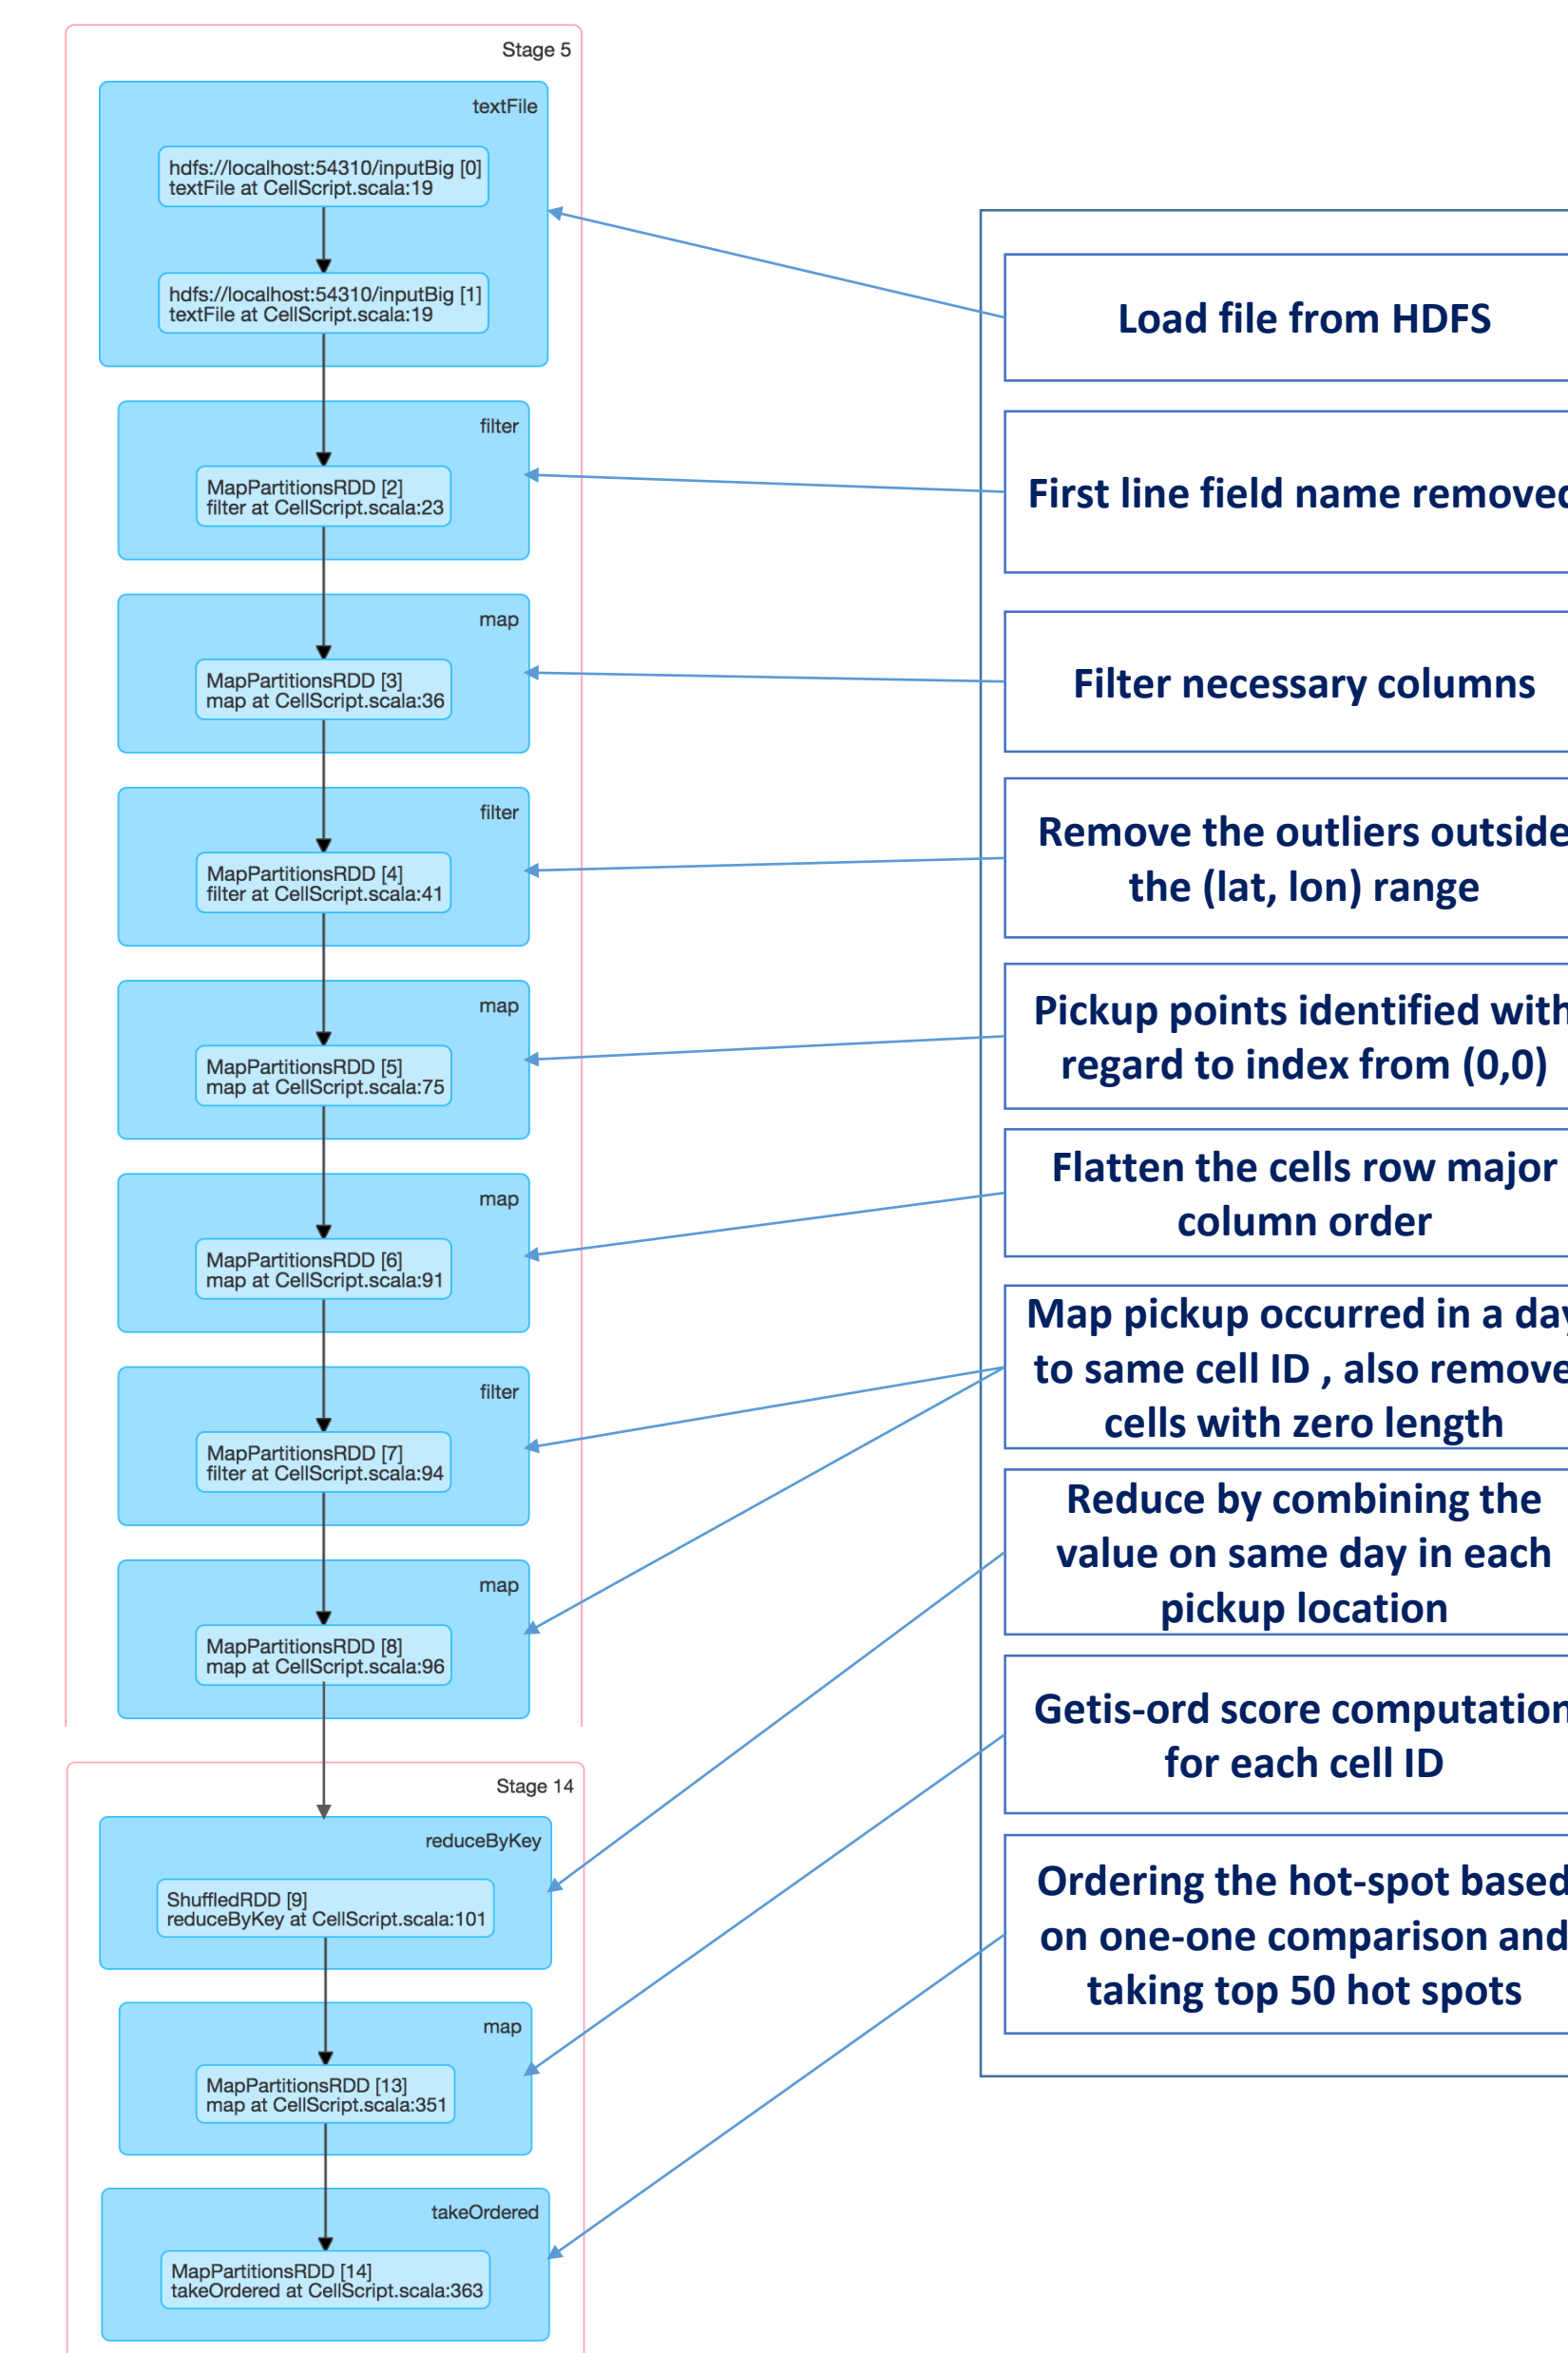 Stage 5
textFile
hdfs://localhost:54310/inputBig [0]
textFile at CellScript.scala:19
hdfs://localhost:54310/inputBig [1]
textFile at CellScript.scala:19
filter
MapPartitionsRDD [2]
filter at CellScript.scala:23
map
MapPartitionsRDD [3]
map at CellScript.scala:36
filter
MapPartitionsRDD [4]
filter at CellScript.scala:41
map
MapPartitionsRDD [5]
map at CellScript.scala:75
map
MapPartitionsRDD [6]
map at CellScript.scala:91
filter
MapPartitionsRDD [7]
filter at CellScript.scala:94
map
MapPartitionsRDD [8]
map at CellScript.scala:96
Stage 14
reduceByKey
ShuffledRDD [9]
reduceByKey at CellScript.scala:101
map
MapPartitionsRDD [13]
map at CellScript.scala:351
takeOrdered
MapPartitionsRDD [14]
takeOrdered at CellScript.scala:363
Load file from HDFS
First line field name removed
Filter necessary columns
Remove the outliers outside
the (lat, lon) range
Pickup points identified with
regard to index from (0,0)
Flatten the cells row major
column order
Map pickup occurred in a day
to same cell ID , also remove
cells with zero length
Reduce by combining the
value on same day in each
pickup location
Getis-ord score computation
for each cell ID
Ordering the hot-spot based
on one-one comparison and
taking top 50 hot spots